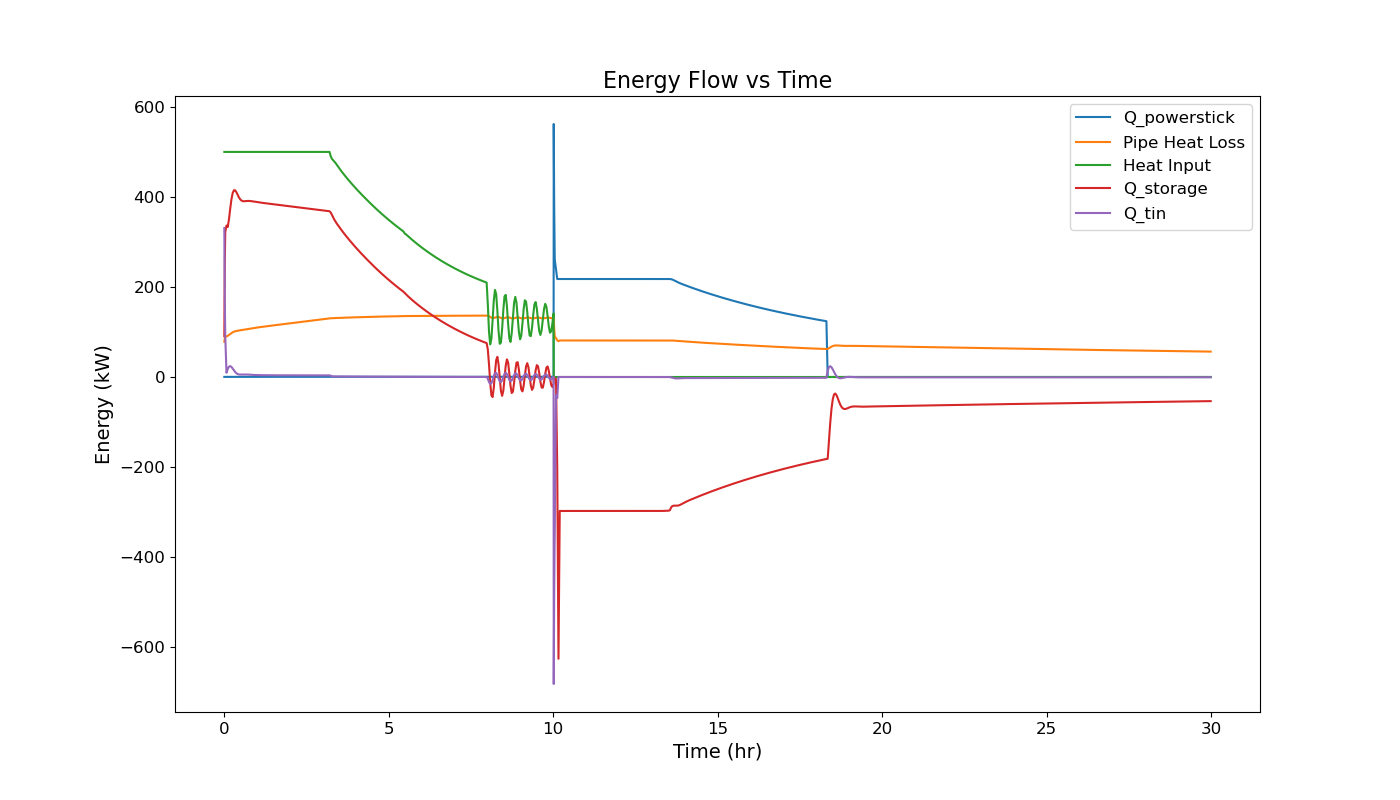 Energy Flow vs Time
Energy (kW)
600
400
200
0
−200
−400
−600
0
5
10
15
20
25
30
Time (hr)
Q_powerstick
Pipe Heat Loss
Heat Input
Q_storage
Q_tin